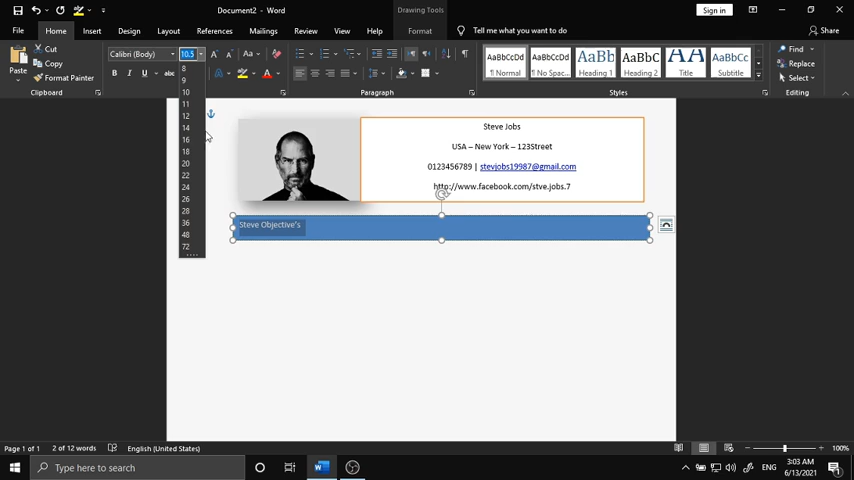 Document2 - Word
Drawing Tools
Sign in
File Home Insert Design Layout References Mailings Review View Help Format
Tell me what you want to do
Share
Paste
Cut
Copy
Format Painter
Calibri (Body) 10.5
B I U abc
Aa
A
AaBbCcDd AaBbCcDd AaBbC AaBbC AABb AaBbCc
¶ Normal ¶ No Spac... Heading 1 Heading 2 Title Subtitle
Find
Replace
Select
Clipboard Paragraph Styles Editing
8
9
10
11
12
14
16
18
20
22
24
26
28
36
48
72
Steve Jobs
USA – New York – 123Street
0123456789 | stevjobs19987@gmail.com
http://www.facebook.com/stve.jobs.7
Steve Objective's
Page 1 of 1 2 of 12 words English (United States) 100%
Type here to search
ENG
3:03 AM
6/13/2021